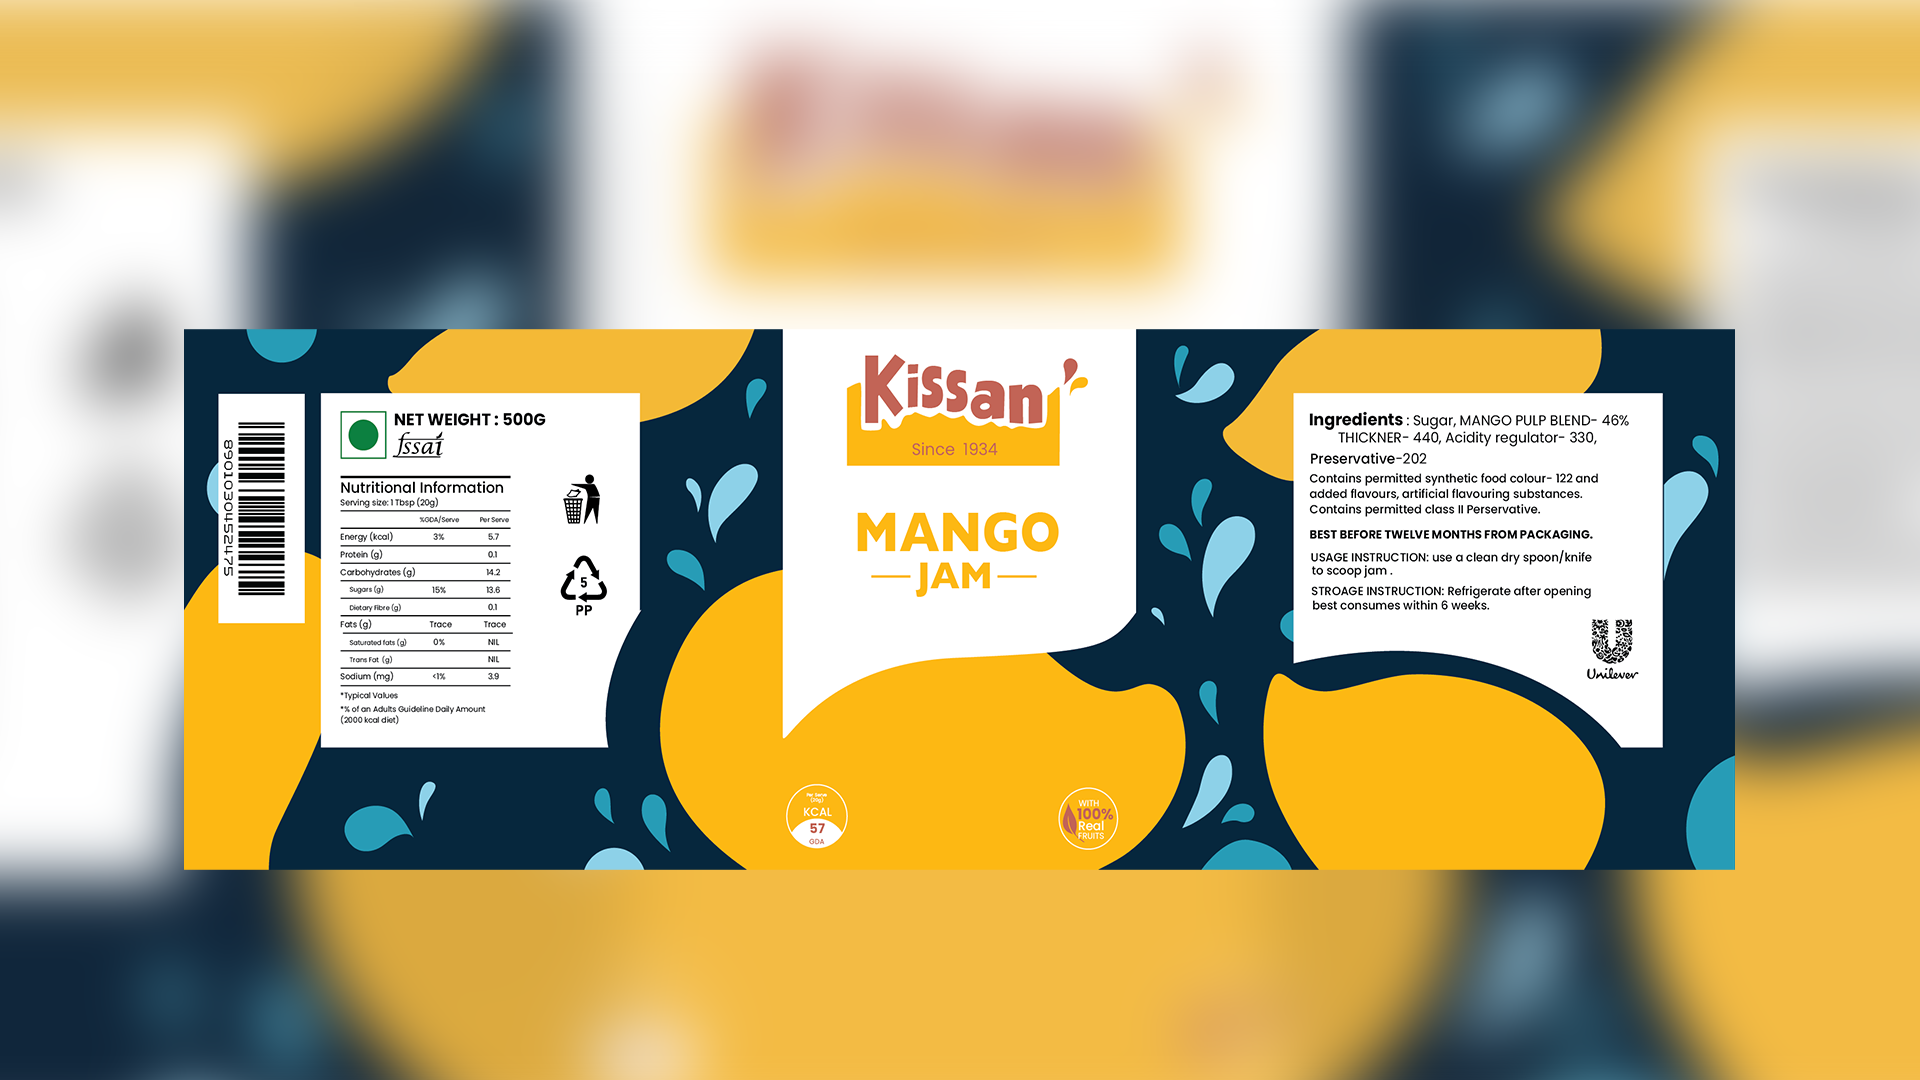 8901030452475
NET WEIGHT : 500G
fssai
Nutritional Information
Serving size: 1 Tbsp (20g)
%GDA/Serve Per Serve
Energy (kcal) 3% 5.7
Protein (g) 0.1
Carbohydrates (g) 14.2
Sugars (g) 15% 13.6
Dietary Fibre (g) 0.1
Fats (g) Trace Trace
Saturated fats (g) 0% NIL
Trans Fat (g) NIL
Sodium (mg) <1% 3.9
*Typical Values
*% of an Adults Guideline Daily Amount
(2000 kcal diet)
5
PP
Kissan
Since 1934
MANGO
JAM
Per Serve
KCAL
57
GDA
WITH
100%
Real
FRUITS
Ingredients : Sugar, MANGO PULP BLEND- 46%
THICKNER- 440, Acidity regulator- 330,
Preservative-202
Contains permitted synthetic food colour- 122 and
added flavours, artificial flavouring substances.
Contains permitted class II Perservative.
BEST BEFORE TWELVE MONTHS FROM PACKAGING.
USAGE INSTRUCTION: use a clean dry spoon/knife
to scoop jam .
STROAGE INSTRUCTION: Refrigerate after opening
best consumes within 6 weeks.
Unilever